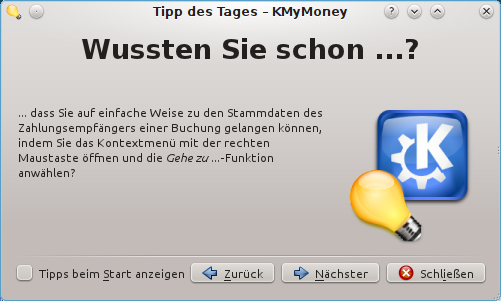 Tipp des Tages – KMyMoney
Wussten Sie schon ...?
... dass Sie auf einfache Weise zu den Stammdaten des
Zahlungsempfängers einer Buchung gelangen können,
indem Sie das Kontextmenü mit der rechten
Maustaste öffnen und die Gehe zu ...-Funktion
anwählen?
K
Tipps beim Start anzeigen Zurück Nächster Schließen